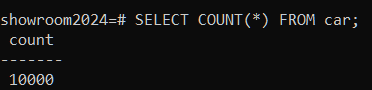 showroom2024=# SELECT COUNT(*) FROM car;
 count
-------
 10000